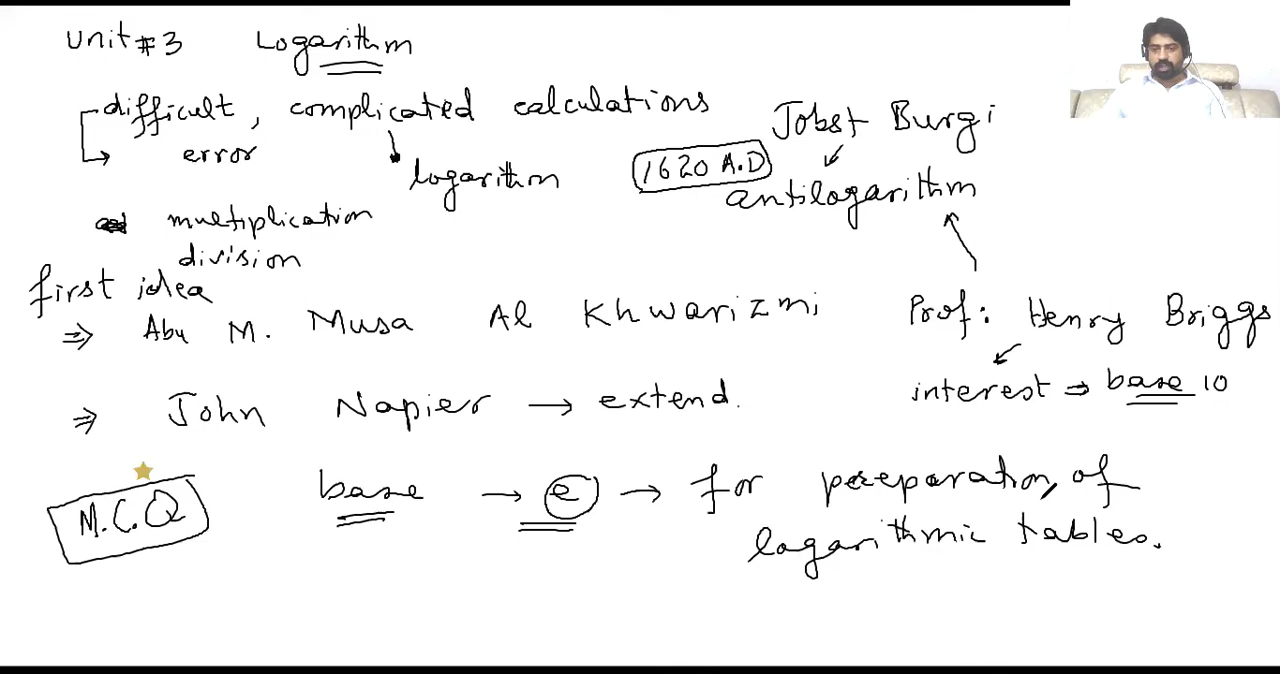 Unit # 3 Logarithm
difficult, complicated calculations
error
logarithm
multiplication
division
1620 A.D
Jobst Burgi
antilogarithm
first idea
⇒ Abu M. Musa Al Khwarizmi
Prof: Henry Briggs
interest ⇒ base 10
⇒ John Napier → extend.
M.C.Q
base → e → for preparation of
logarithmic tables.